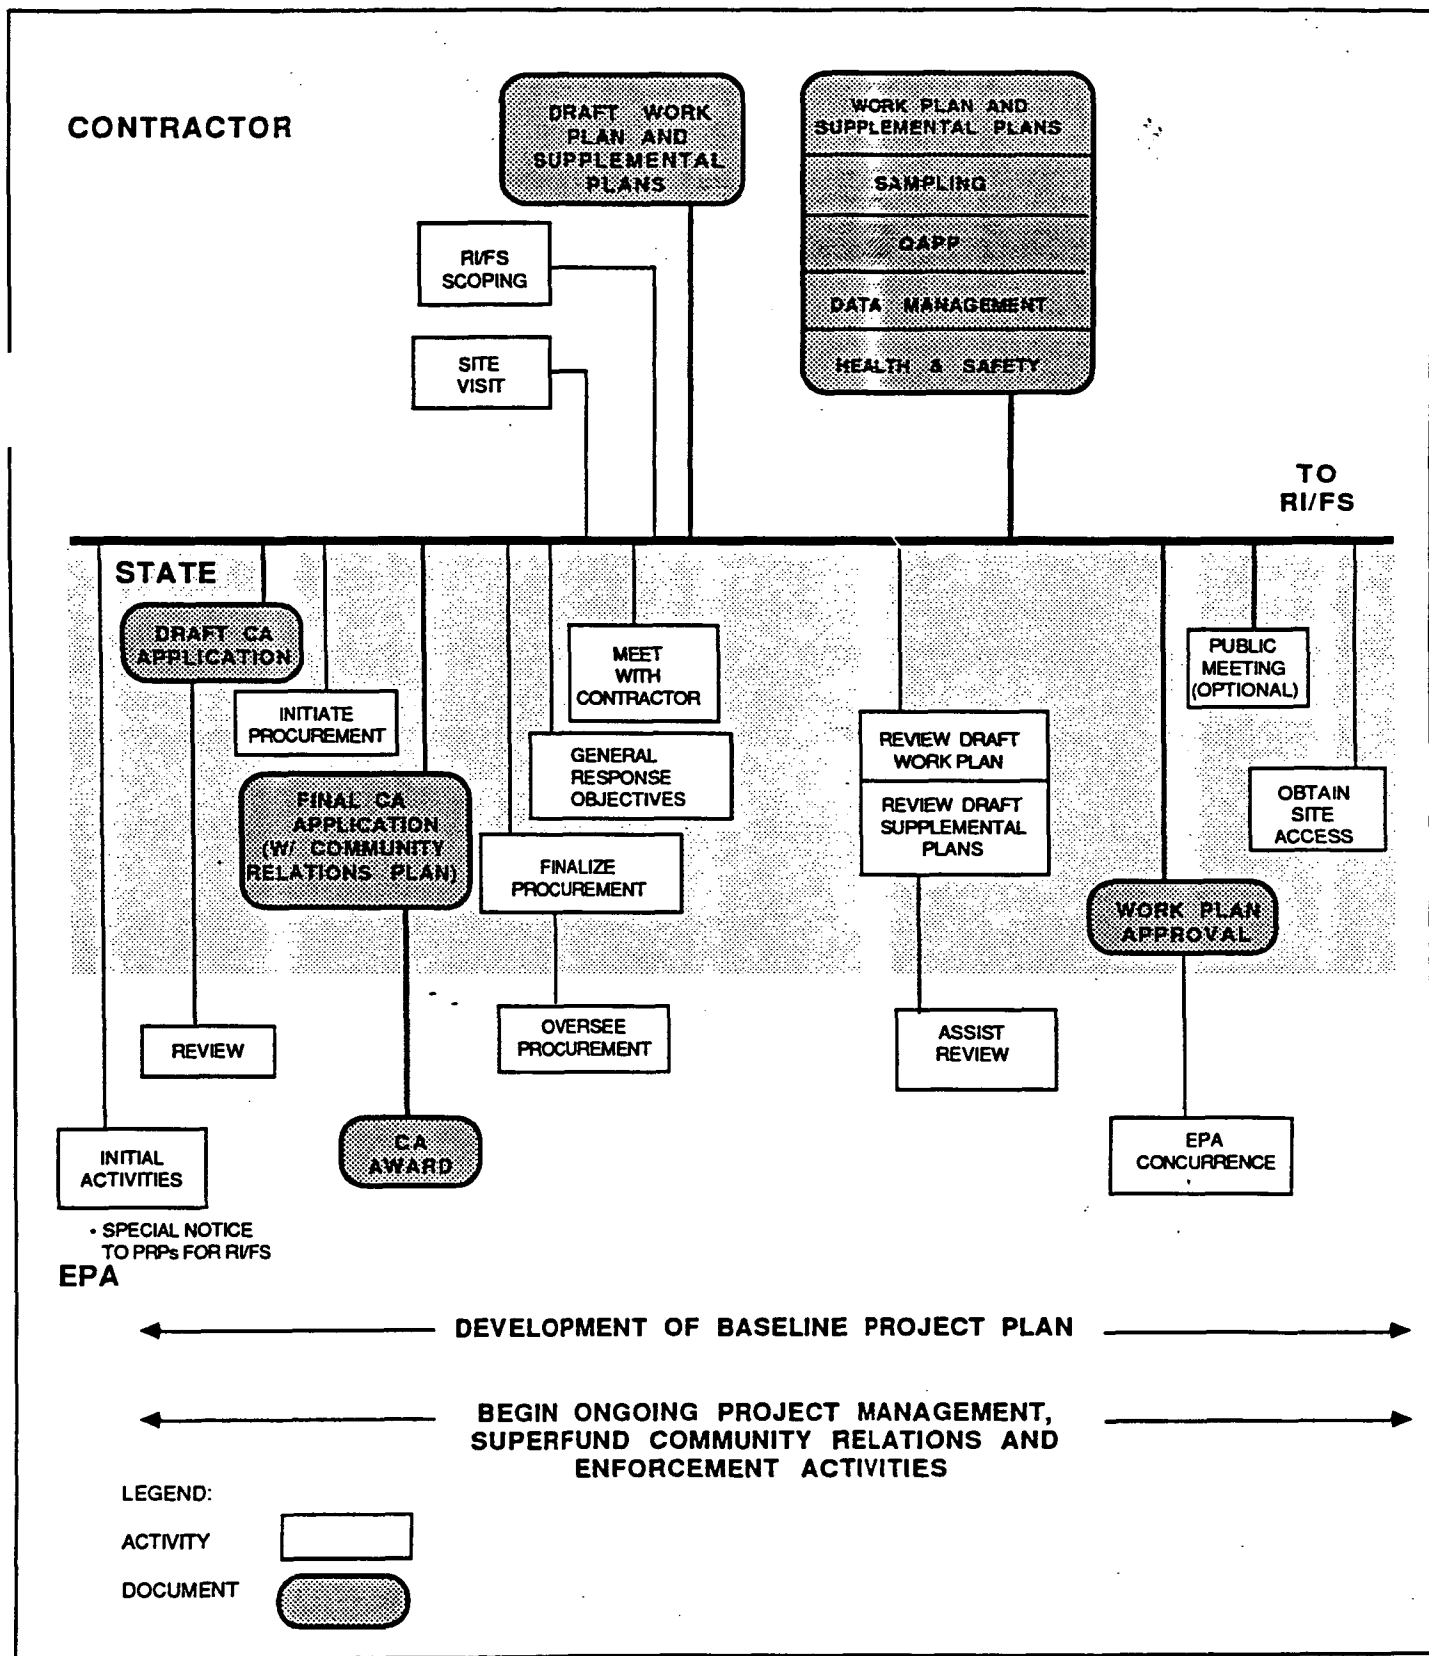 CONTRACTOR
DRAFT WORK
PLAN AND
SUPPLEMENTAL
PLANS
WORK PLAN AND
SUPPLEMENTAL PLANS
SAMPLING
QAPP
DATA MANAGEMENT
HEALTH & SAFETY
RI/FS
SCOPING
SITE
VISIT
TO
RI/FS
STATE
DRAFT CA
APPLICATION
INITIATE
PROCUREMENT
FINAL CA
APPLICATION
(W/ COMMUNITY
RELATIONS PLAN)
MEET
WITH
CONTRACTOR
GENERAL
RESPONSE
OBJECTIVES
FINALIZE
PROCUREMENT
REVIEW DRAFT
WORK PLAN
REVIEW DRAFT
SUPPLEMENTAL
PLANS
PUBLIC
MEETING
(OPTIONAL)
OBTAIN
SITE
ACCESS
WORK PLAN
APPROVAL
REVIEW
OVERSEE
PROCUREMENT
ASSIST
REVIEW
INITIAL
ACTIVITIES
• SPECIAL NOTICE
TO PRPs FOR RI/FS
CA
AWARD
EPA
CONCURRENCE
EPA
DEVELOPMENT OF BASELINE PROJECT PLAN
BEGIN ONGOING PROJECT MANAGEMENT,
SUPERFUND COMMUNITY RELATIONS AND
ENFORCEMENT ACTIVITIES
LEGEND:
ACTIVITY
DOCUMENT